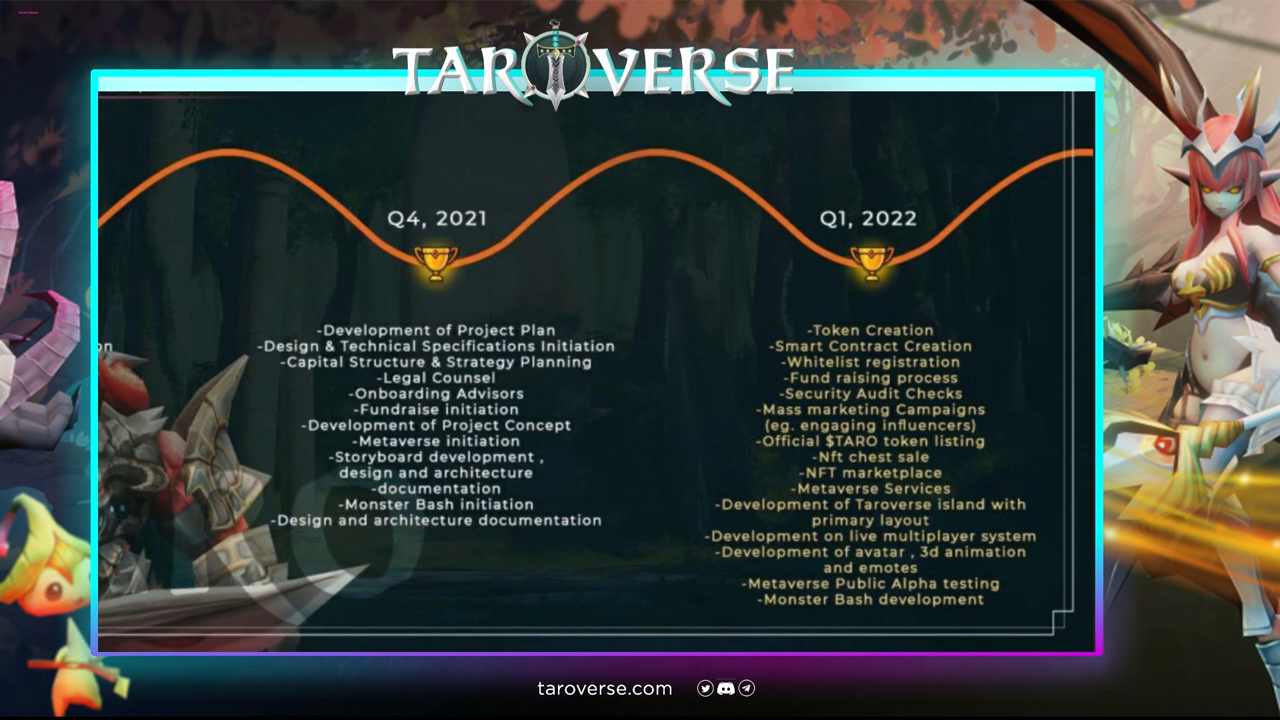 TAROVERSE
Q4, 2021
-Development of Project Plan
-Design & Technical Specifications Initiation
-Capital Structure & Strategy Planning
-Legal Counsel
-Onboarding Advisors
-Fundraise initiation
-Development of Project Concept
-Metaverse initiation
-Storyboard development ,
design and architecture
-documentation
-Monster Bash initiation
-Design and architecture documentation
Q1, 2022
-Token Creation
-Smart Contract Creation
-Whitelist registration
-Fund raising process
-Security Audit Checks
-Mass marketing Campaigns
(eg. engaging influencers)
-Official $TARO token listing
-Nft chest sale
-NFT marketplace
-Metaverse Services
-Development of Taroverse island with
primary layout
-Development on live multiplayer system
-Development of avatar , 3d animation
and emotes
-Metaverse Public Alpha testing
-Monster Bash development
taroverse.com